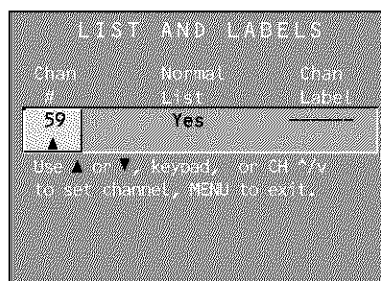 LIST AND LABELS
Chan Normal Chan
# List Label
59 Yes ———
Use ▲ or ▼, keypad, or CH ^/v
to set channel, MENU to exit.